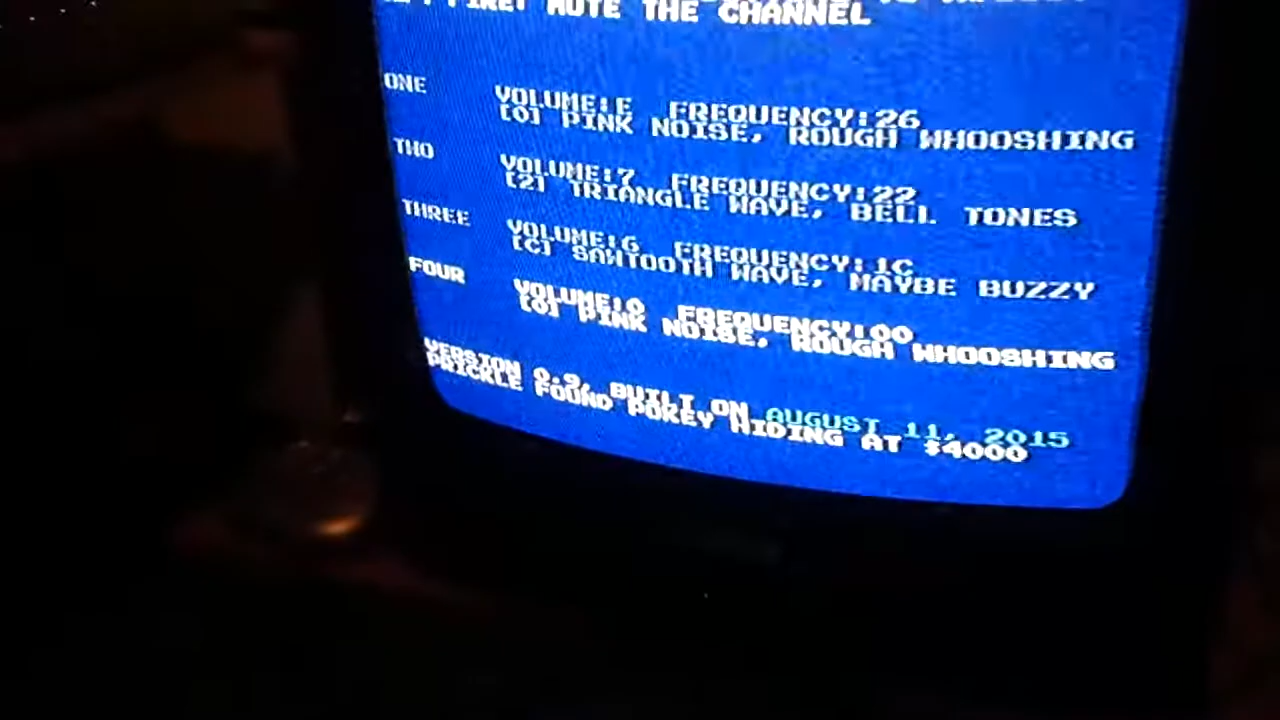 FIRE: MUTE THE CHANNEL
ONE
VOLUME:E FREQUENCY:26
[0] PINK NOISE, ROUGH WHOOSHING
TWO
VOLUME:7 FREQUENCY:22
[2] TRIANGLE WAVE, BELL TONES
THREE
VOLUME:6 FREQUENCY:1C
[C] SAWTOOTH WAVE, MAYBE BUZZY
FOUR
VOLUME:0 FREQUENCY:00
[0] PINK NOISE, ROUGH WHOOSHING
VERSION 0.9, BUILT ON AUGUST 11, 2015
PRICKLE FOUND POKEY HIDING AT $4000